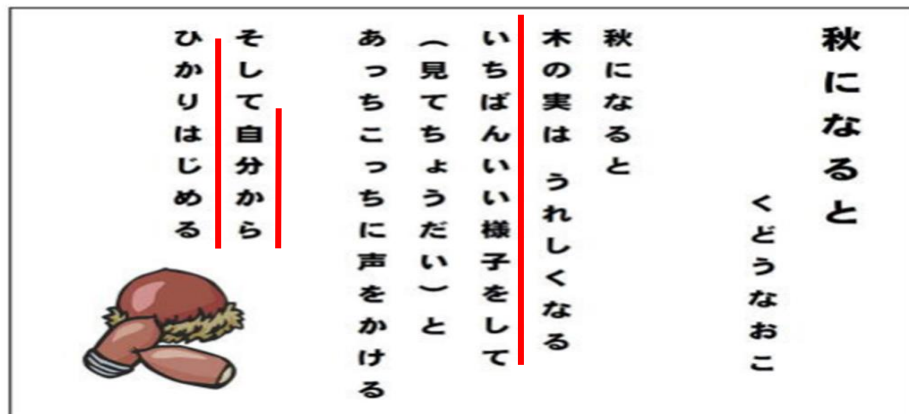 秋になると
くどうなおこ
秋になると
木の実は うれしくなる
いちばんいい様子をして
（見てちょうだい）と
あっちこっちに声をかける
そして自分から
ひかりはじめる